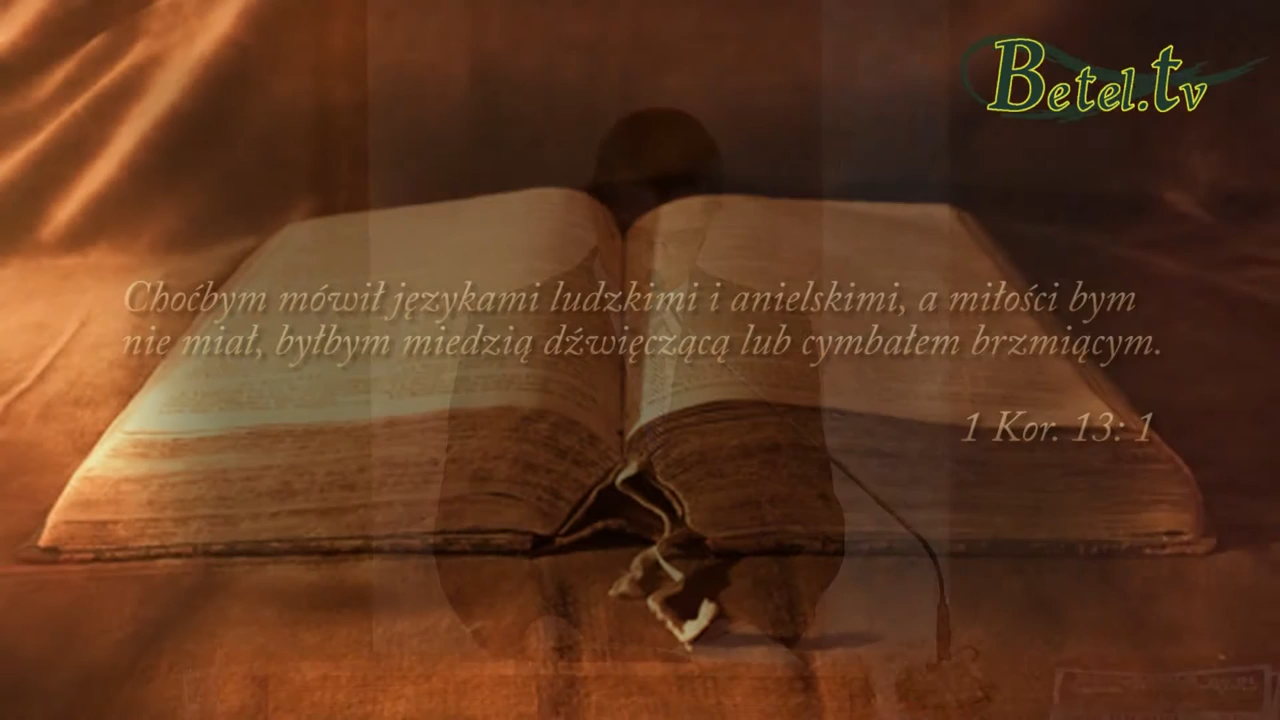 Betel.tv
Choćbym mówił językami ludzkimi i anielskimi, a miłości bym
nie miał, byłbym miedzią dźwięczącą lub cymbałem brzmiącym.
1 Kor. 13: 1